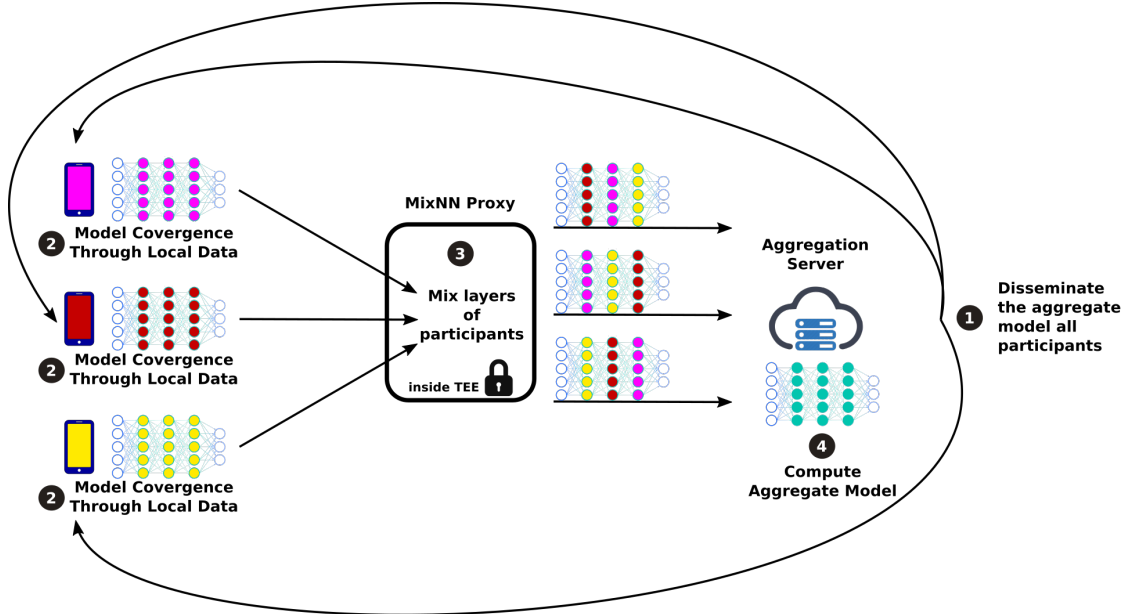 2
Model Covergence
Through Local Data
2
Model Covergence
Through Local Data
2
Model Covergence
Through Local Data
MixNN Proxy
3
Mix layers
of
participants
inside TEE
Aggregation
Server
4
Compute
Aggregate Model
1
Disseminate
the aggregate
model all
participants